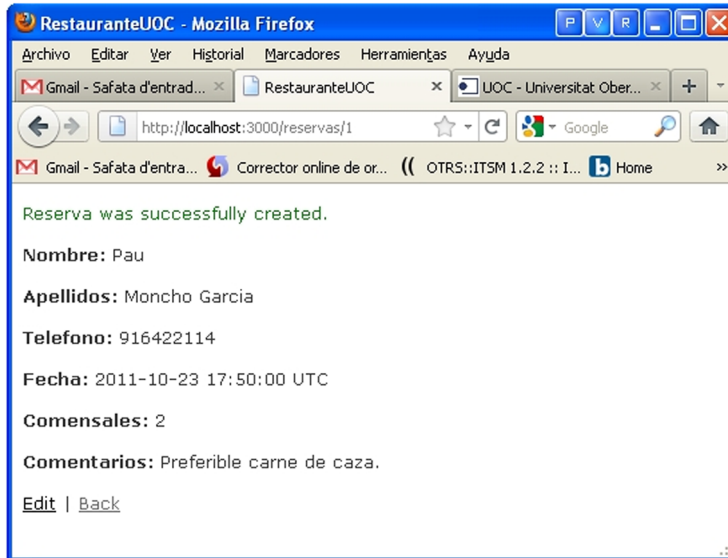 RestauranteUOC - Mozilla Firefox P V R
Archivo Editar Ver Historial Marcadores Herramientas Ayuda
Gmail - Safata d'entrad... × RestauranteUOC × UOC - Universitat Ober... × +
http://localhost:3000/reservas/1 Google
Gmail - Safata d'entra... Corrector online de or... (( OTRS::ITSM 1.2.2 :: I... b Home »
Reserva was successfully created.
Nombre: Pau
Apellidos: Moncho Garcia
Telefono: 916422114
Fecha: 2011-10-23 17:50:00 UTC
Comensales: 2
Comentarios: Preferible carne de caza.
Edit | Back